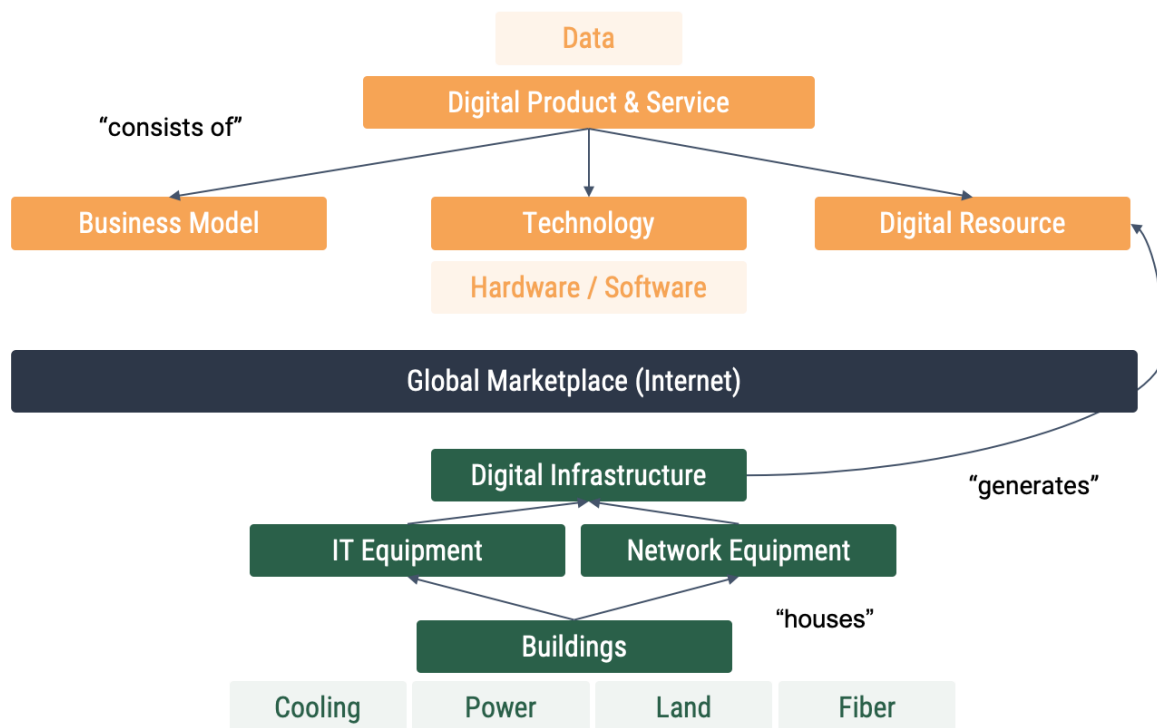 Data
Digital Product & Service
“consists of”
Business Model
Technology
Digital Resource
Hardware / Software
Global Marketplace (Internet)
Digital Infrastructure
“generates”
IT Equipment
Network Equipment
“houses”
Buildings
Cooling
Power
Land
Fiber